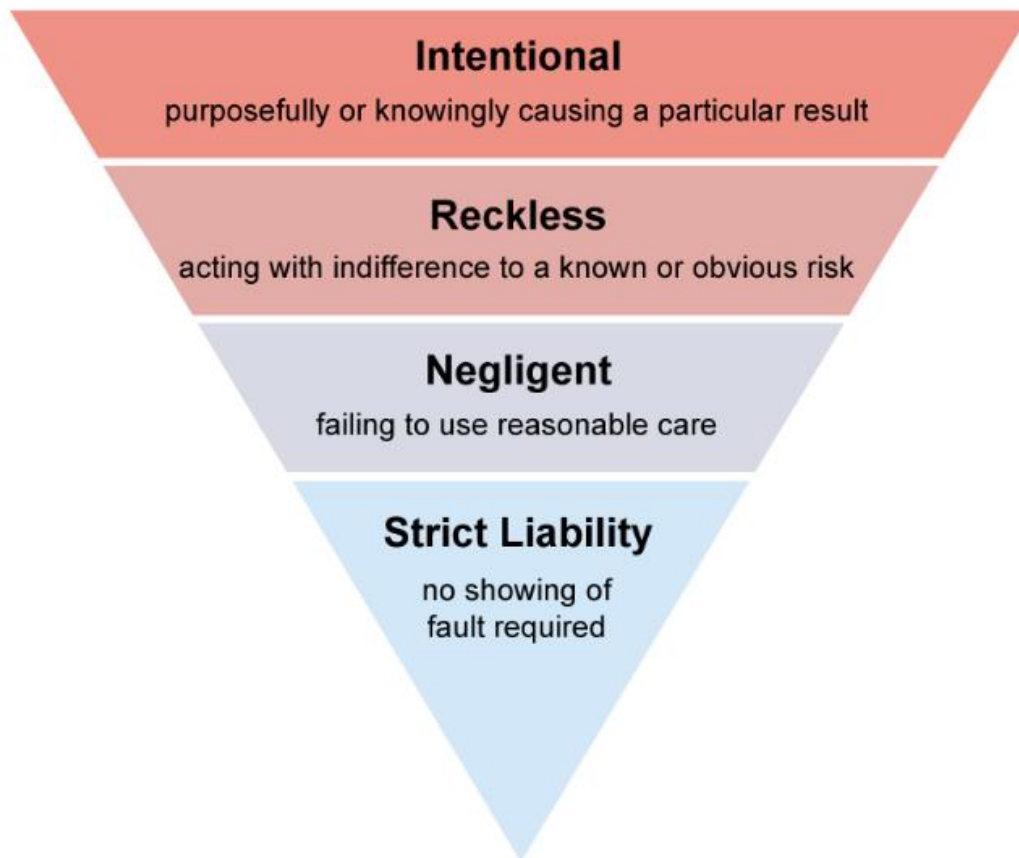 Intentional
purposefully or knowingly causing a particular result
Reckless
acting with indifference to a known or obvious risk
Negligent
failing to use reasonable care
Strict Liability
no showing of
fault required